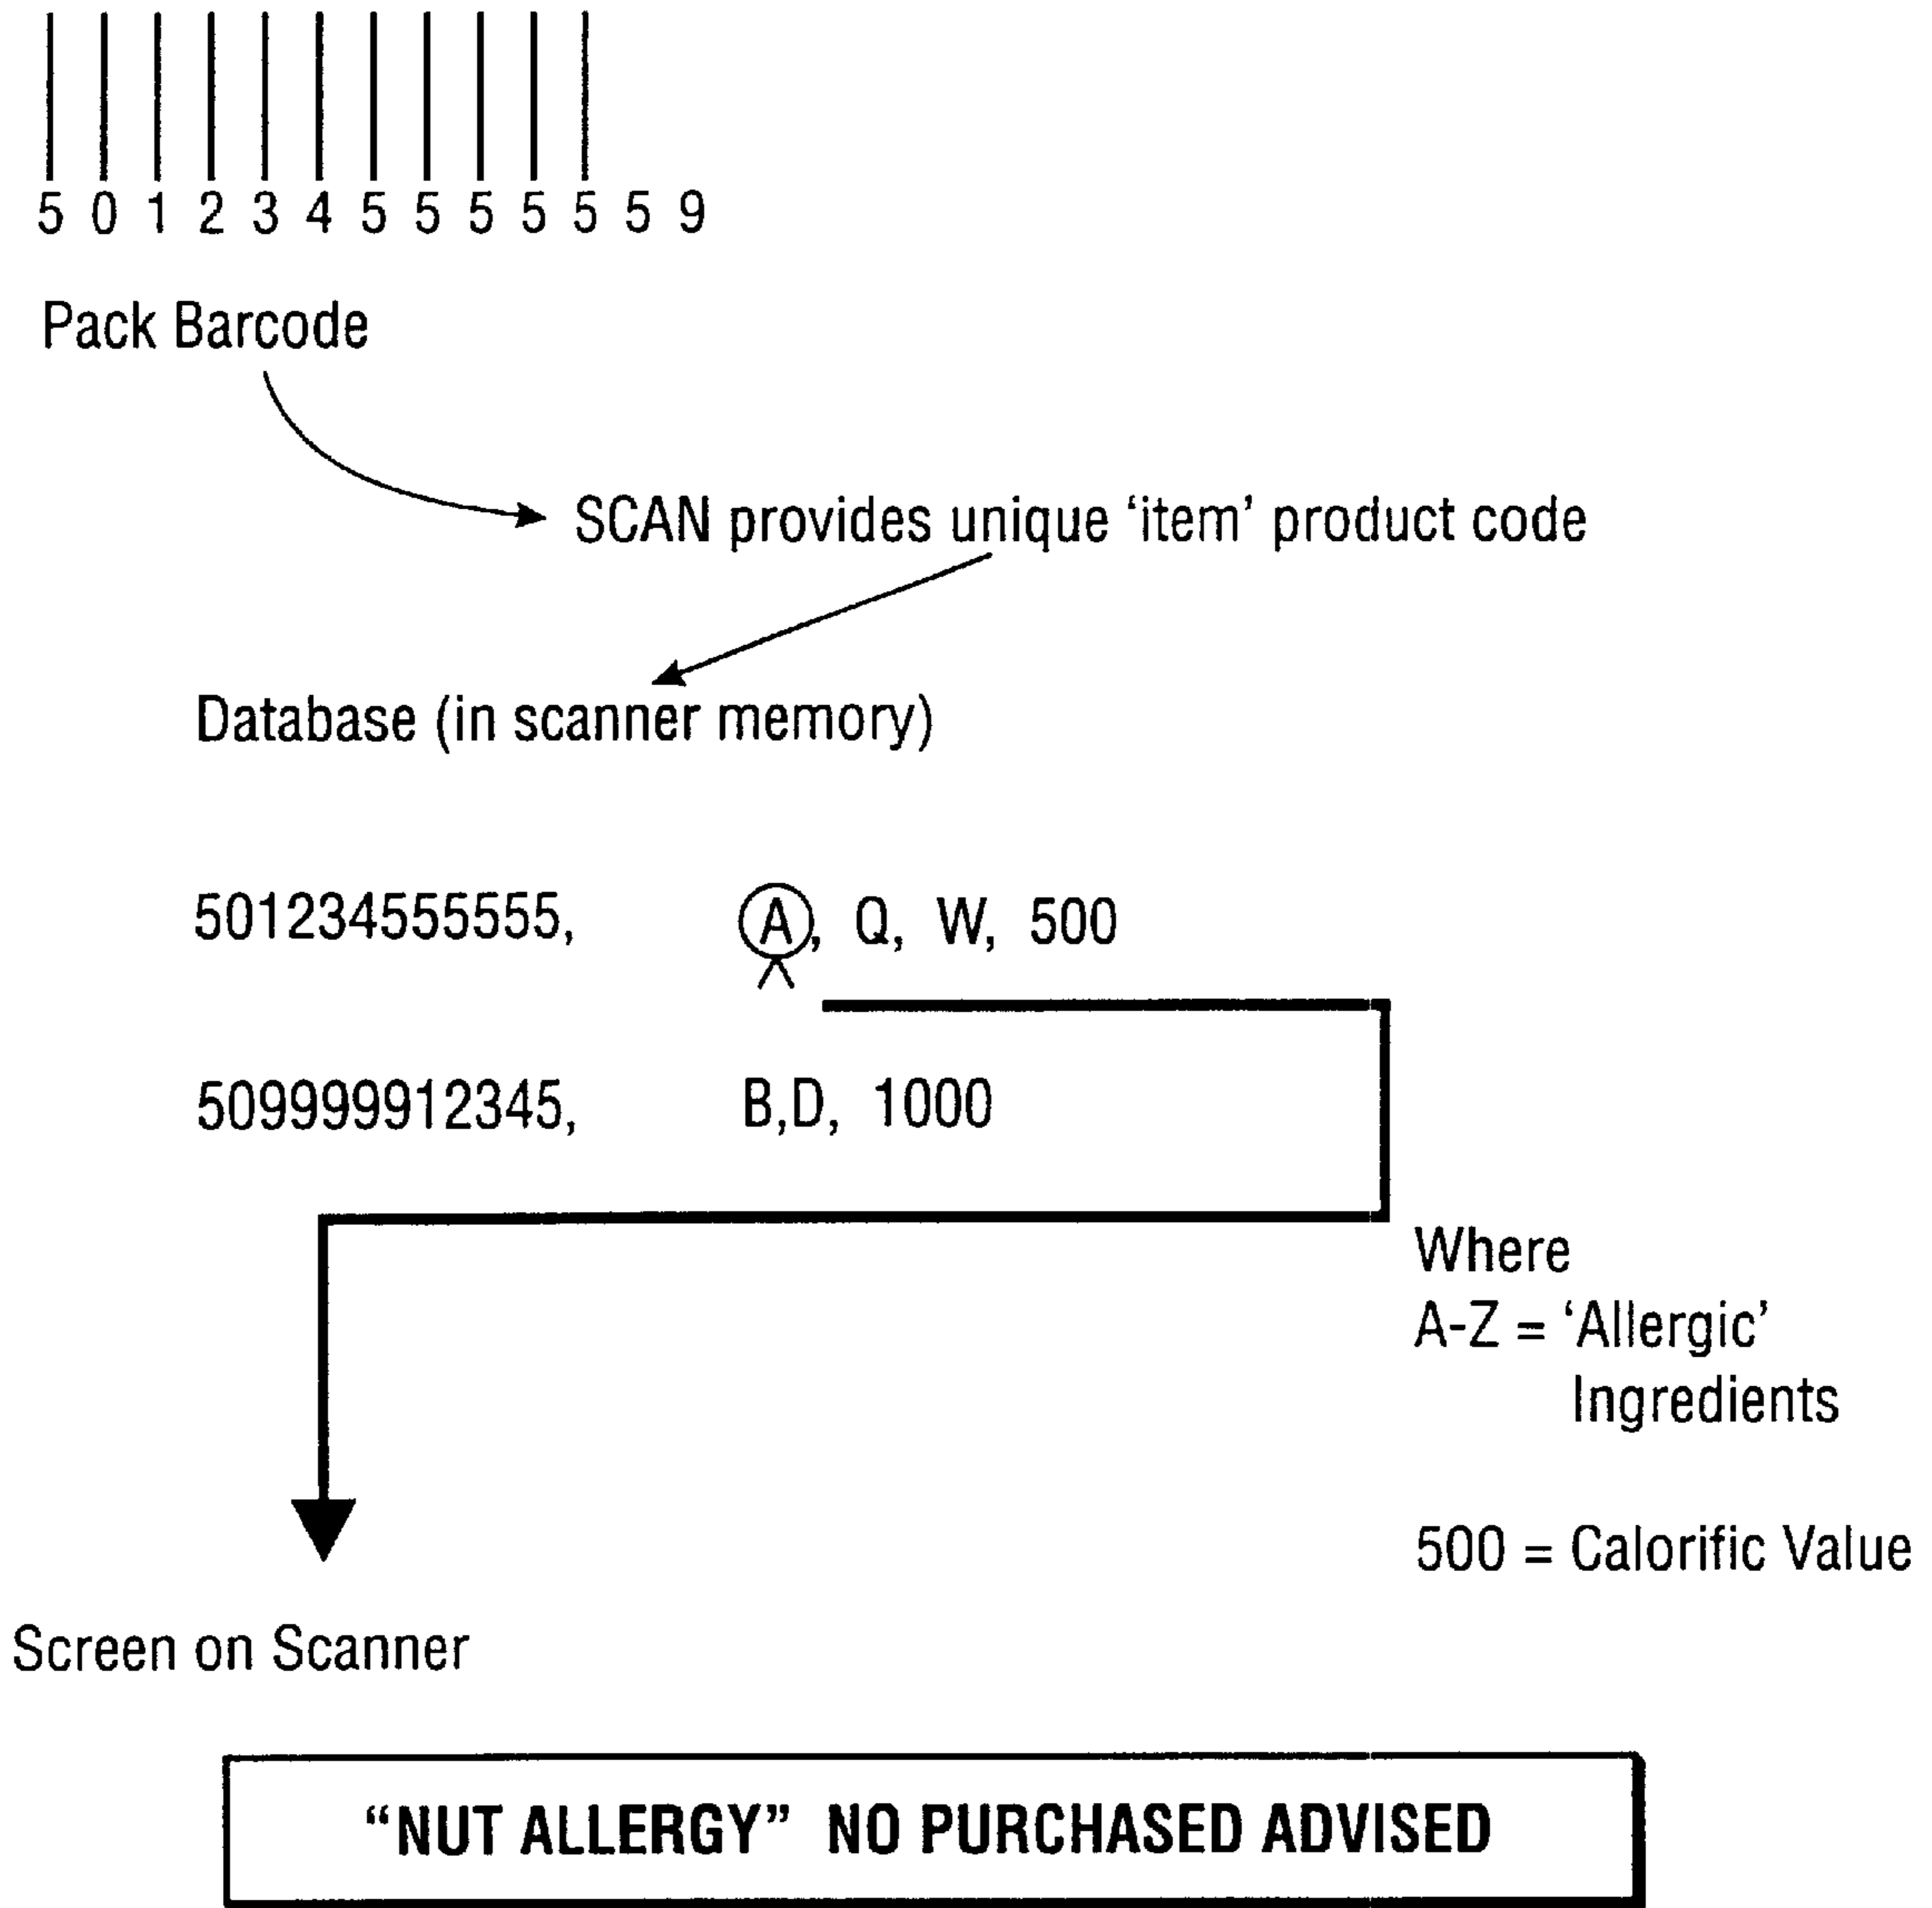 5 0 1 2 3 4 5 5 5 5 5 5 9
Pack Barcode
SCAN provides unique ‘item’ product code
Database (in scanner memory)
501234555555, A, Q, W, 500
509999912345, B,D, 1000
Where
A-Z = ‘Allergic’
Ingredients
500 = Calorific Value
Screen on Scanner
“NUT ALLERGY” NO PURCHASED ADVISED